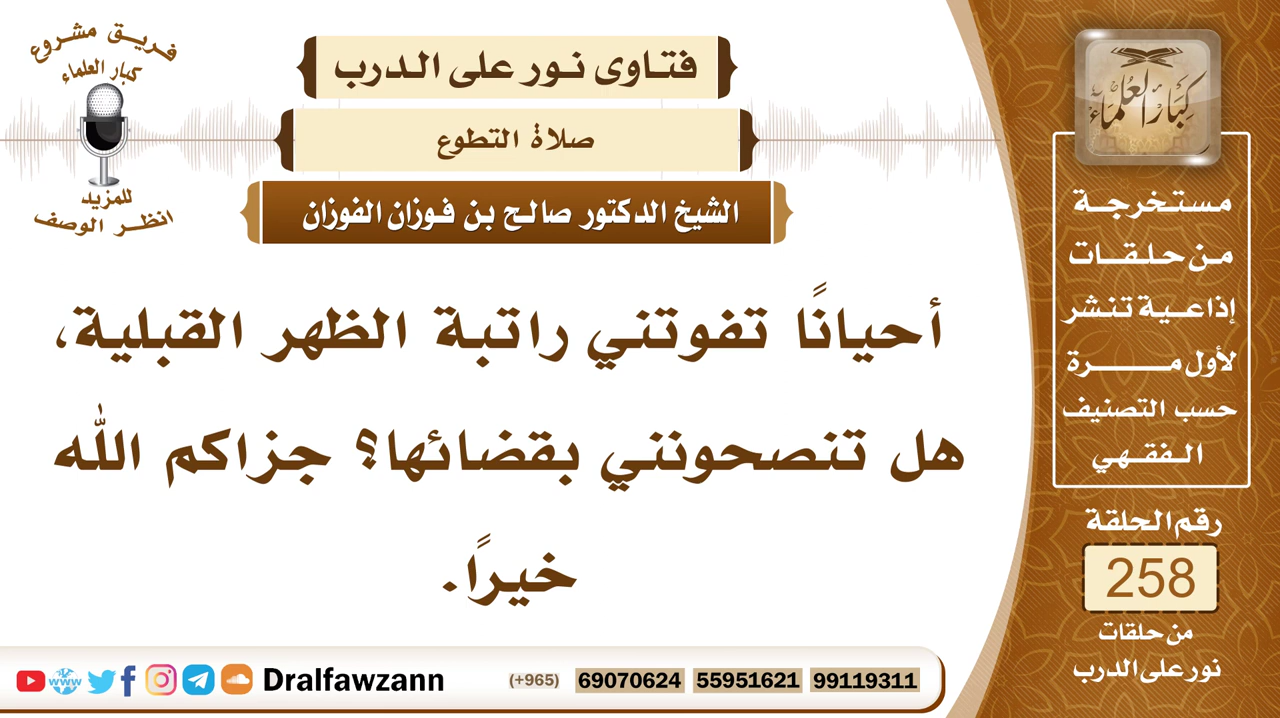 فريق مشروع
كبار العلماء
للمزيد
انظر الوصف
فتاوى نور على الدرب
صلاة التطوع
الشيخ الدكتور صالح بن فوزان الفوزان
أحيانًا تفوتني راتبة الظهر القبلية،
هل تنصحونني بقضائها؟ جزاكم الله
خيرًا.
كبار العلماء
مستخرجة
من حلقات
إذاعية تنشر
لأول مرة
حسب التصنيف
الفقهي
رقم الحلقة
258
من حلقات
نور على الدرب
www Dralfawzann (+965) 69070624 55951621 99119311